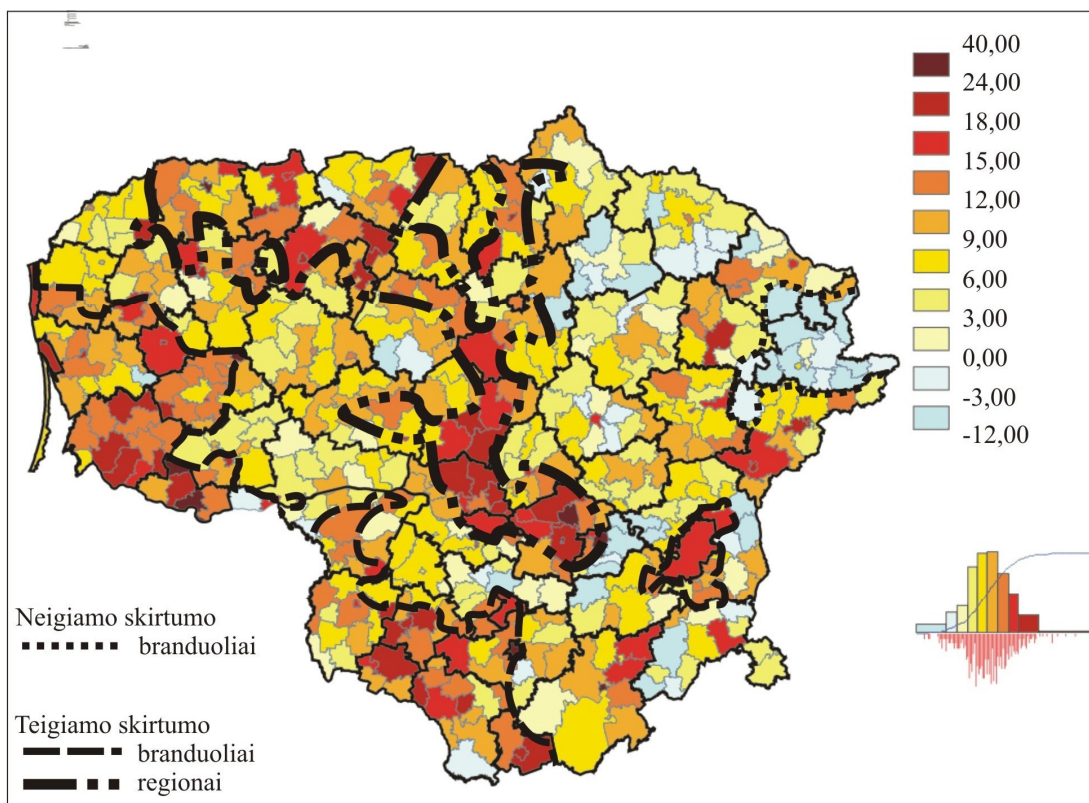 40,00
24,00
18,00
15,00
12,00
9,00
6,00
3,00
0,00
-3,00
-12,00
Neigiamo skirtumo
branduoliai
Teigiamo skirtumo
branduoliai
regionai